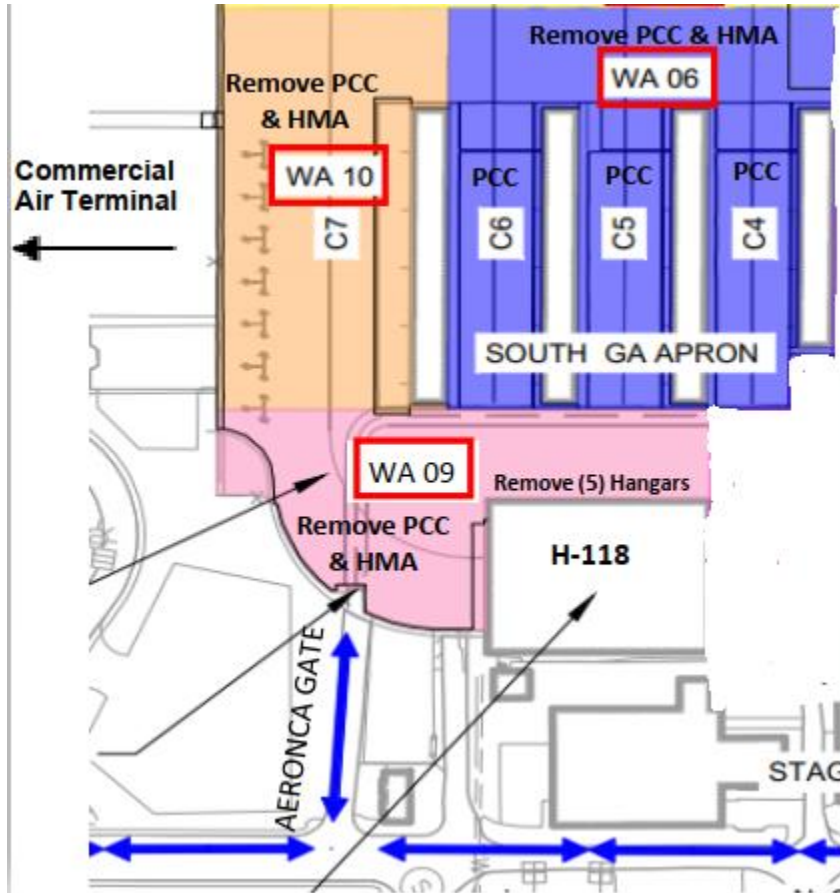 Remove PCC & HMA
WA 06
Remove PCC
& HMA
WA 10
Commercial
Air Terminal
PCC
PCC
PCC
C7
C6
C5
C4
SOUTH GA APRON
WA 09
Remove (5) Hangars
Remove PCC
& HMA
H-118
AERONCA GATE
STAG